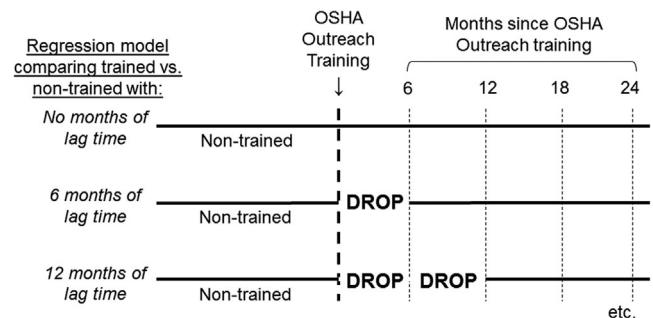 Regression model
comparing trained vs.
non-trained with:
OSHA
Outreach
Training
↓
Months since OSHA
Outreach training
6 12 18 24
No months of
lag time
Non-trained
6 months of
lag time
Non-trained
DROP
12 months of
lag time
Non-trained
DROP DROP
etc.